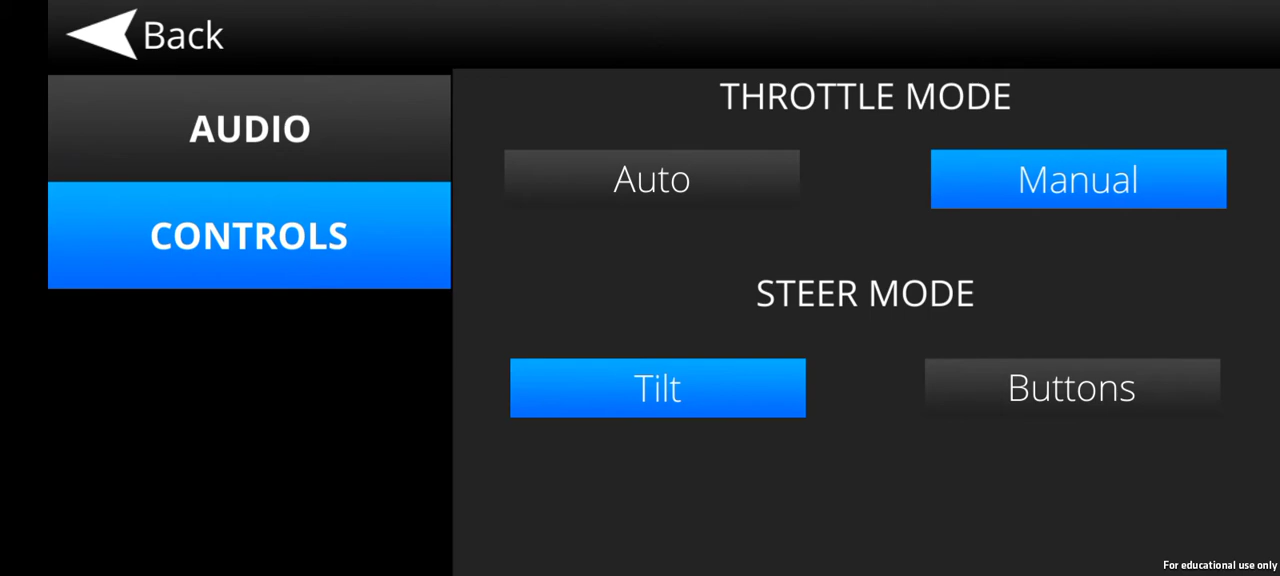 Back
AUDIO
CONTROLS
THROTTLE MODE
Auto
Manual
STEER MODE
Tilt
Buttons
For educational use only